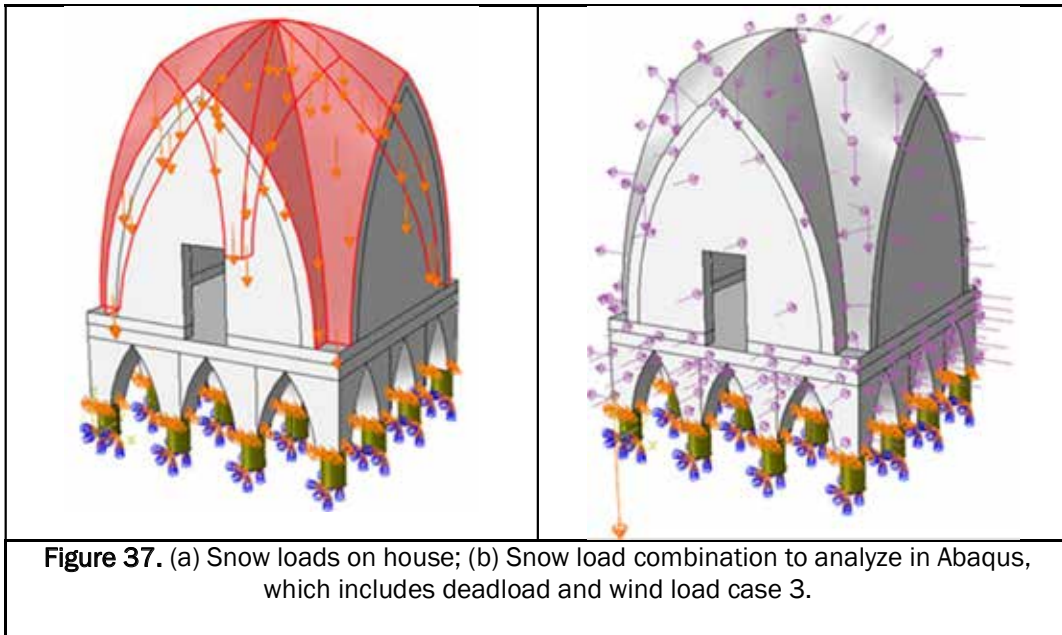 Figure 37. (a) Snow loads on house; (b) Snow load combination to analyze in Abaqus,
which includes deadload and wind load case 3.